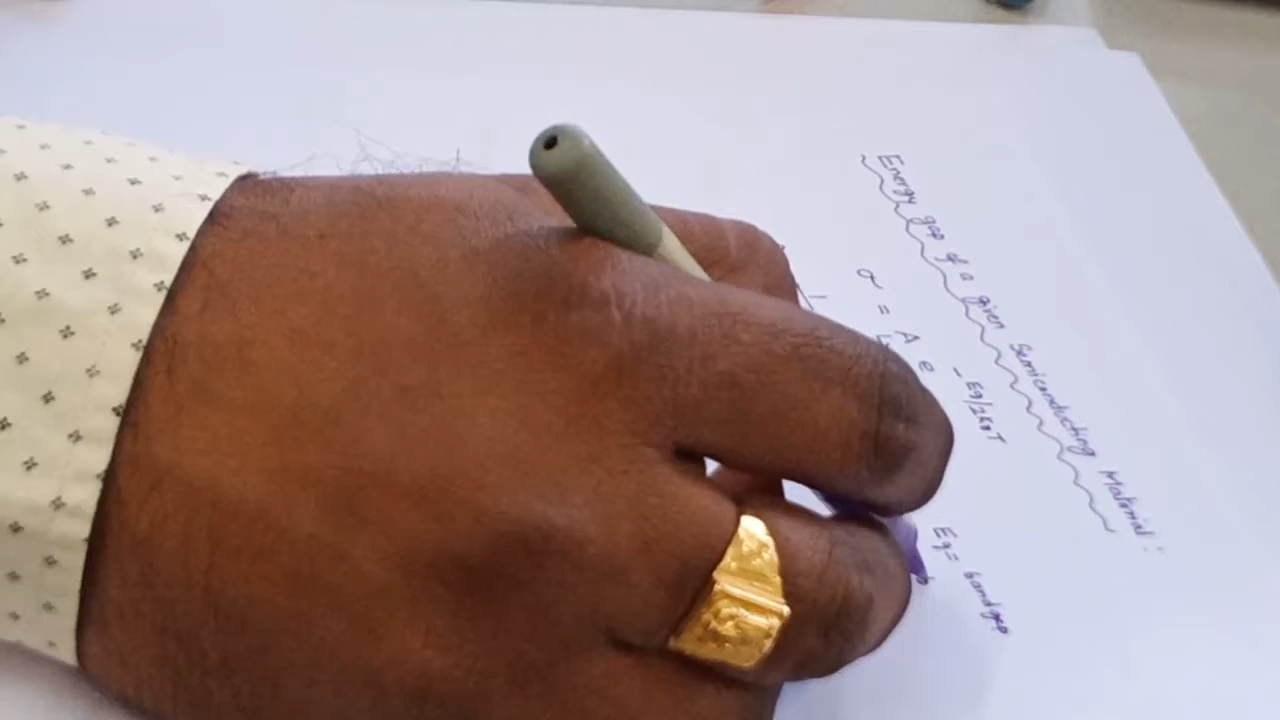 Energy gap of a given Semiconducting Material:
σ = A e -Eg/2kBT
Eg = bandgap